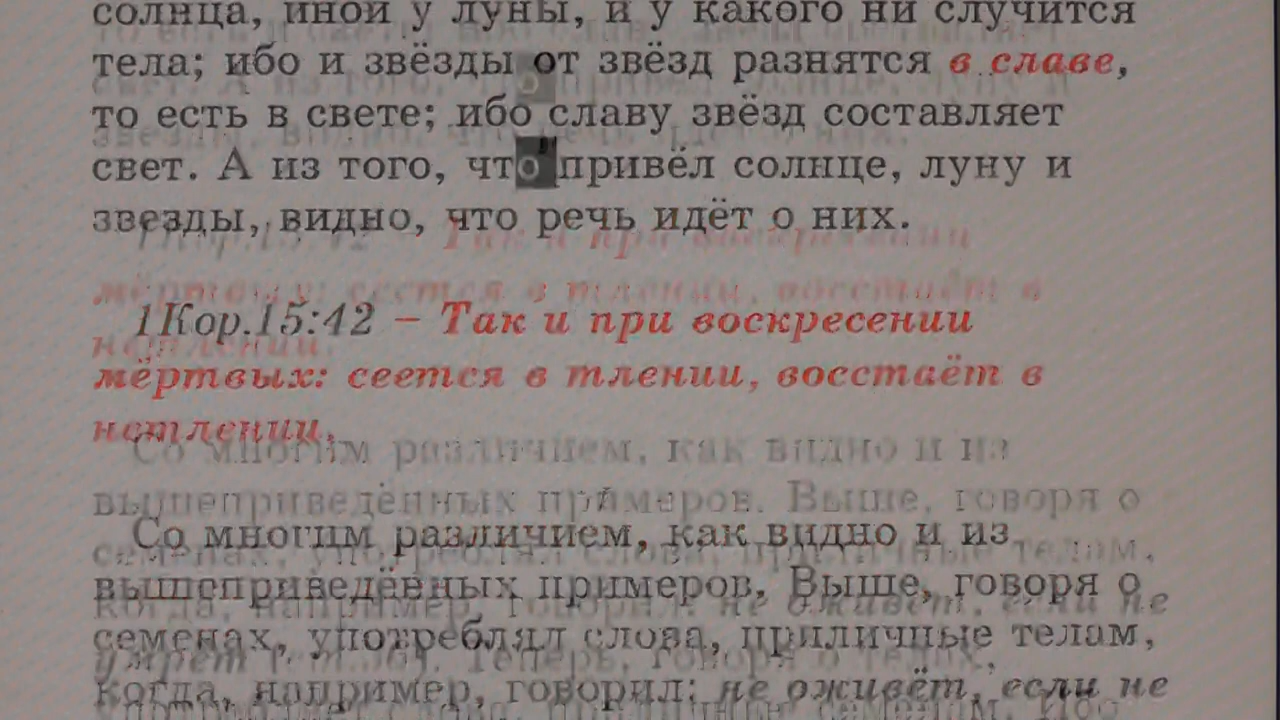 солнца, иной у луны, и у какого ни случится
тела; ибо и звёзды от звёзд разнятся в славе,
то есть в свете; ибо славу звёзд составляет
свет. А из того, что привёл солнце, луну и
звезды, видно, что речь идёт о них.
1Кор.15:42 – Так и при воскресении
мёртвых: сеется в тлении, восстаёт в
нетлении.
Со многим различием, как видно и из
вышеприведённых примеров. Выше, говоря о
семенах, употреблял слова, приличные телам,
когда, например, говорил: не оживёт, если не